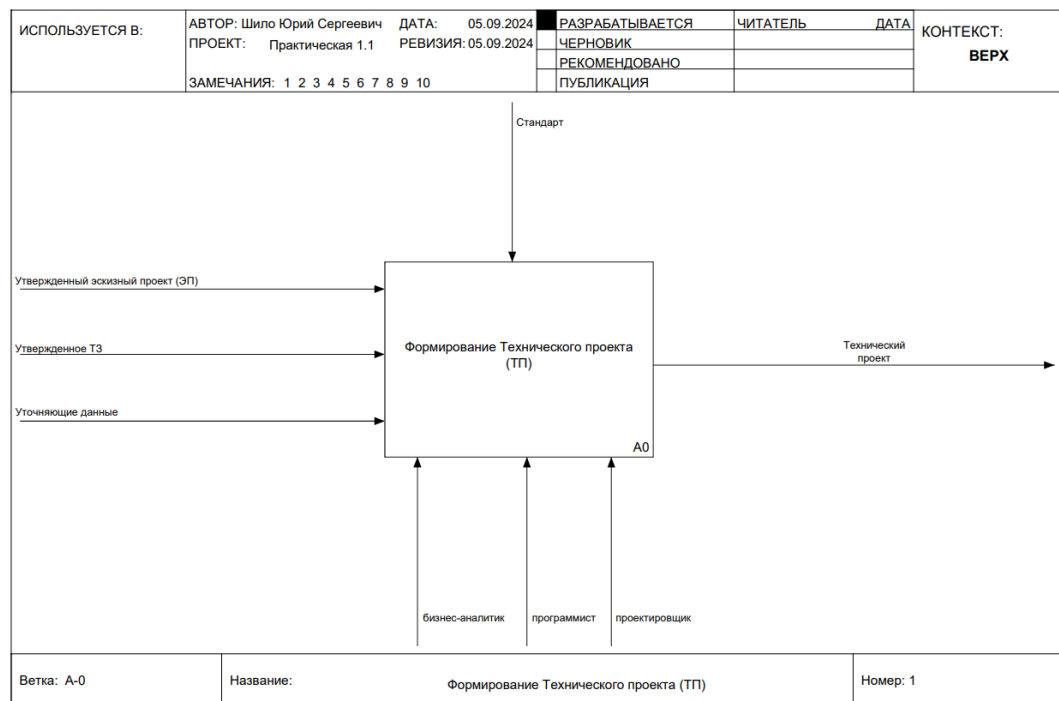 ИСПОЛЬЗУЕТСЯ В:
АВТОР: Шило Юрий Сергеевич ДАТА: 05.09.2024
ПРОЕКТ: Практическая 1.1 РЕВИЗИЯ: 05.09.2024
ЗАМЕЧАНИЯ: 1 2 3 4 5 6 7 8 9 10
РАЗРАБАТЫВАЕТСЯ
ЧЕРНОВИК
РЕКОМЕНДОВАНО
ПУБЛИКАЦИЯ
ЧИТАТЕЛЬ ДАТА
КОНТЕКСТ:
ВЕРХ
Стандарт
Утвержденный эскизный проект (ЭП)
Утвержденное ТЗ
Уточняющие данные
Формирование Технического проекта
(ТП)
A0
Технический
проект
бизнес-аналитик
программист
проектировщик
Ветка: A-0
Название:
Формирование Технического проекта (ТП)
Номер: 1